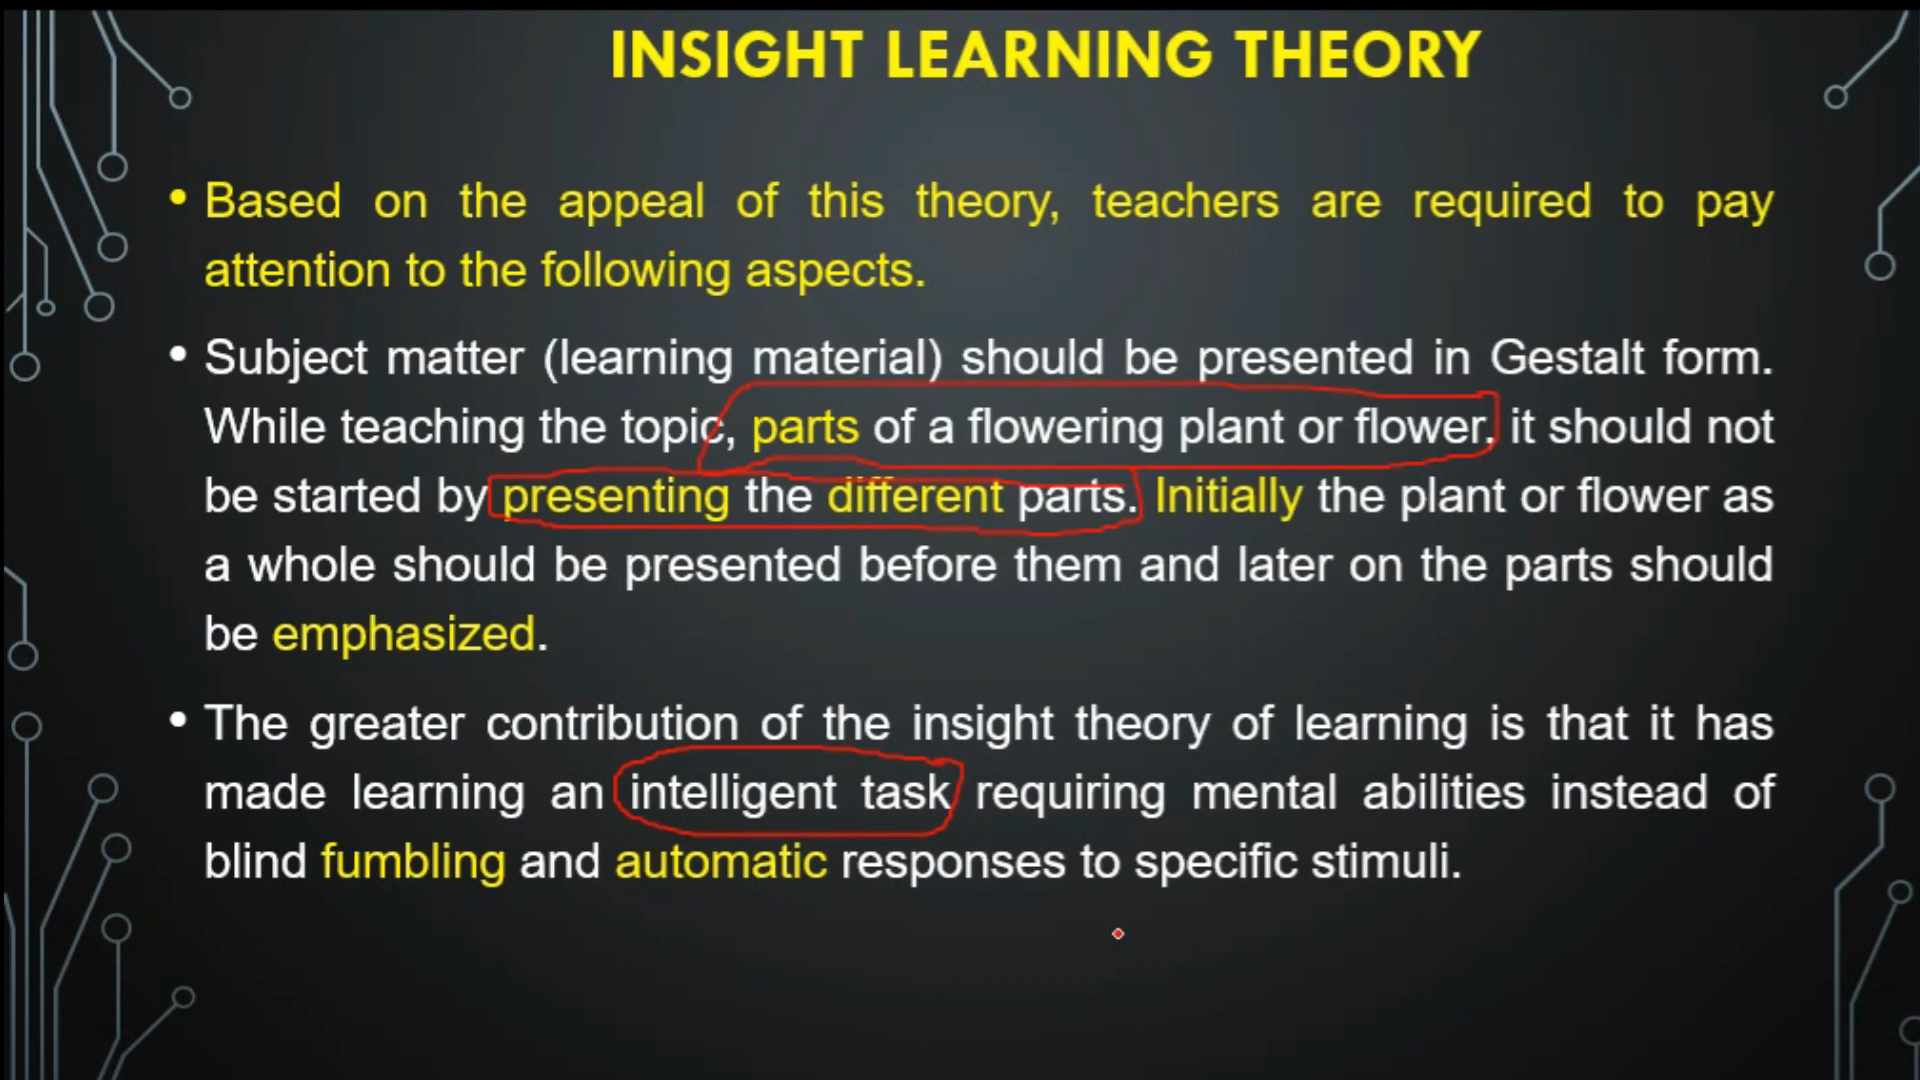 INSIGHT LEARNING THEORY
• Based on the appeal of this theory, teachers are required to pay
attention to the following aspects.
• Subject matter (learning material) should be presented in Gestalt form.
While teaching the topic, parts of a flowering plant or flower, it should not
be started by presenting the different parts. Initially the plant or flower as
a whole should be presented before them and later on the parts should
be emphasized.
• The greater contribution of the insight theory of learning is that it has
made learning an intelligent task requiring mental abilities instead of
blind fumbling and automatic responses to specific stimuli.